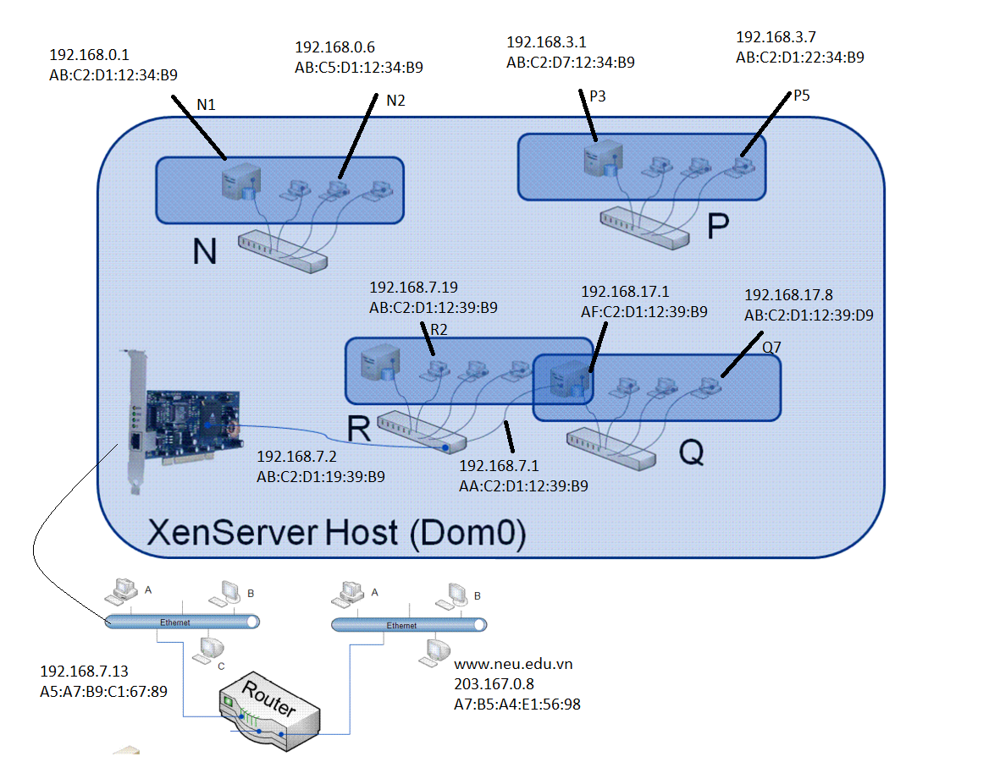 192.168.0.1
AB:C2:D1:12:34:B9
192.168.0.6
AB:C5:D1:12:34:B9
192.168.3.1
AB:C2:D7:12:34:B9
192.168.3.7
AB:C2:D1:22:34:B9
N1
N2
P3
P5
N
P
192.168.7.19
AB:C2:D1:12:39:B9
192.168.17.1
AF:C2:D1:12:39:B9
192.168.17.8
AB:C2:D1:12:39:D9
R2
Q7
R
Q
192.168.7.2
AB:C2:D1:19:39:B9
192.168.7.1
AA:C2:D1:12:39:B9
XenServer Host (Dom0)
A
B
Ethernet
C
A
B
Ethernet
192.168.7.13
A5:A7:B9:C1:67:89
Router
www.neu.edu.vn
203.167.0.8
A7:B5:A4:E1:56:98